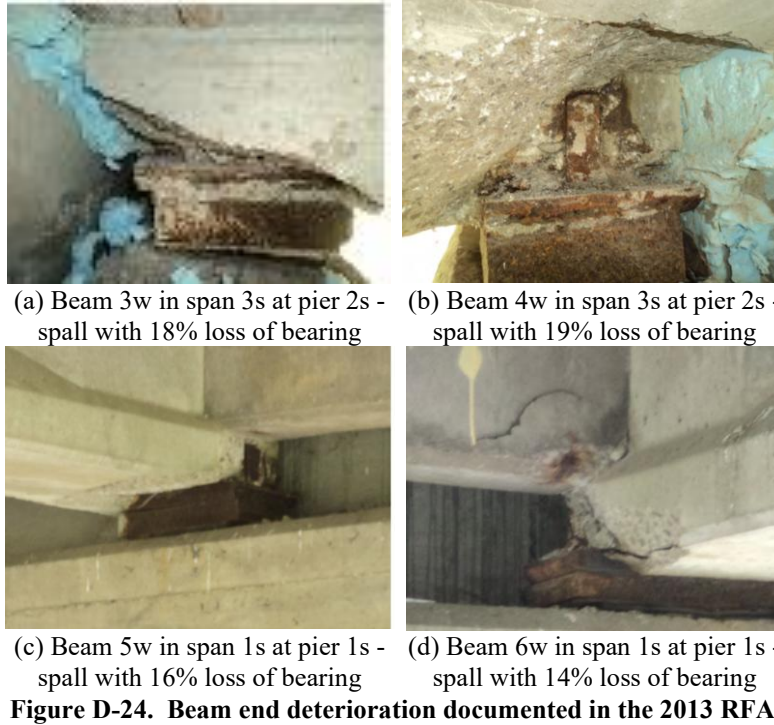 (a) Beam 3w in span 3s at pier 2s -
spall with 18% loss of bearing
(b) Beam 4w in span 3s at pier 2s -
spall with 19% loss of bearing
(c) Beam 5w in span 1s at pier 1s -
spall with 16% loss of bearing
(d) Beam 6w in span 1s at pier 1s -
spall with 14% loss of bearing
Figure D-24.  Beam end deterioration documented in the 2013 RFA